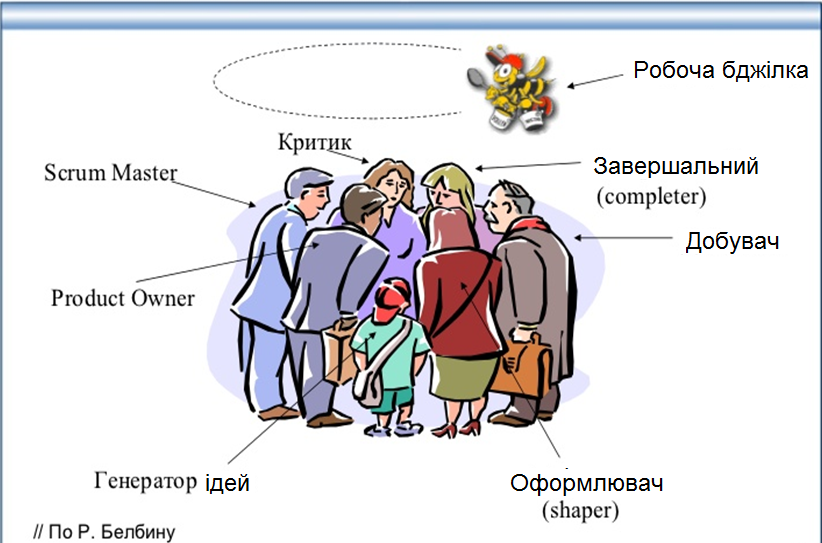 Робоча бджілка
Критик
Scrum Master
Завершальний
(completer)
Добувач
Product Owner
Генератор ідей
Оформлювач
(shaper)
// По Р. Белбину